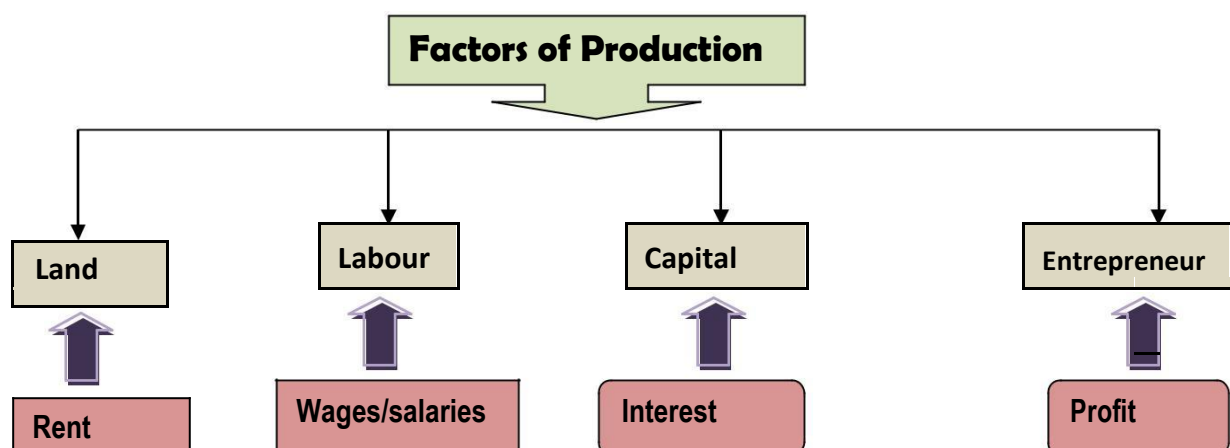 Factors of Production
Land
Labour
Capital
Entrepreneur
Rent
Wages/salaries
Interest
Profit